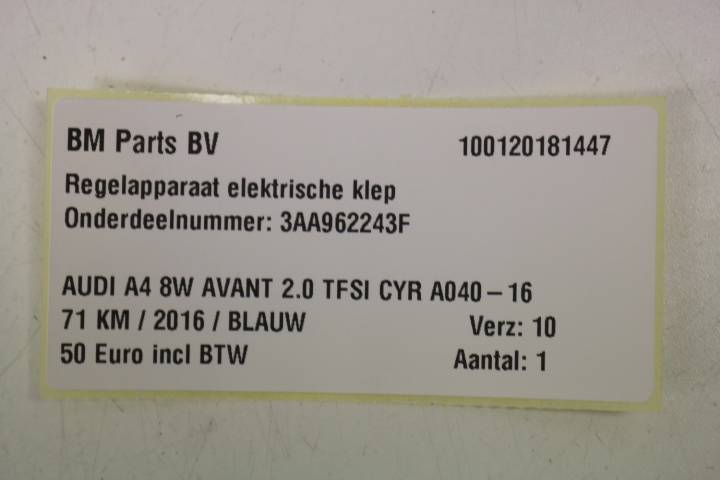 BM Parts BV 100120181447
Regelapparaat elektrische klep
Onderdeelnummer: 3AA962243F
AUDI A4 8W AVANT 2.0 TFSI CYR A040-16
71 KM / 2016 / BLAUW Verz: 10
50 Euro incl BTW Aantal: 1